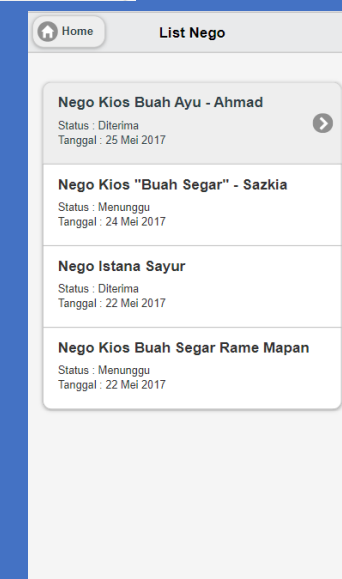 Home
List Nego
Nego Kios Buah Ayu - Ahmad
Status : Diterima
Tanggal : 25 Mei 2017
Nego Kios "Buah Segar" - Sazkia
Status : Menunggu
Tanggal : 24 Mei 2017
Nego Istana Sayur
Status : Diterima
Tanggal : 22 Mei 2017
Nego Kios Buah Segar Rame Mapan
Status : Menunggu
Tanggal : 22 Mei 2017